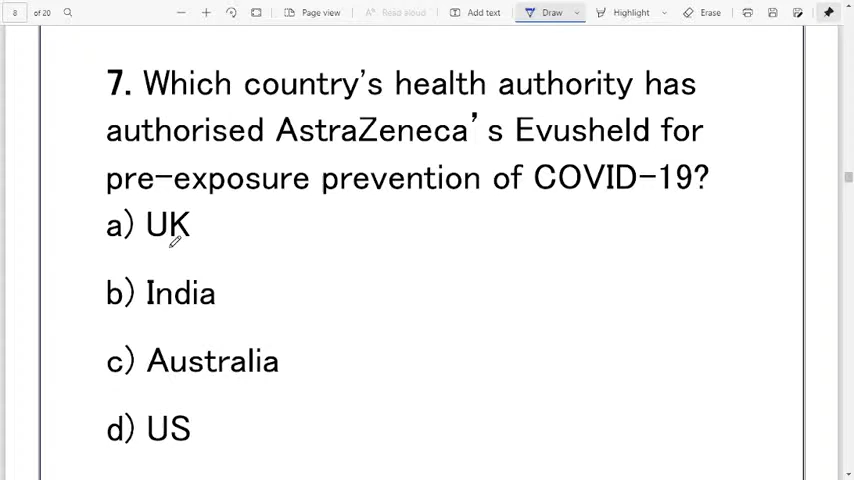 8 of 20 Page view Read aloud Add text Draw Highlight Erase
7. Which country's health authority has
authorised AstraZeneca's Evusheld for
pre-exposure prevention of COVID-19?
a) UK
b) India
c) Australia
d) US